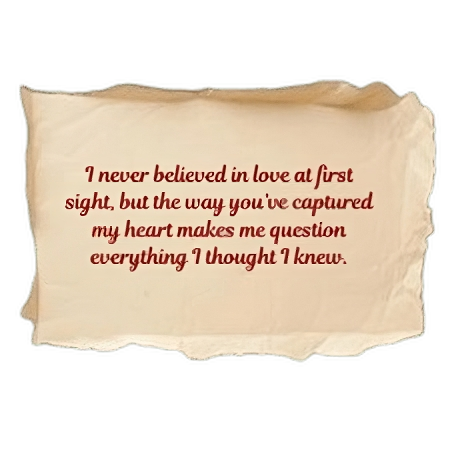 I never believed in love at first
sight, but the way you've captured
my heart makes me question
everything I thought I knew.